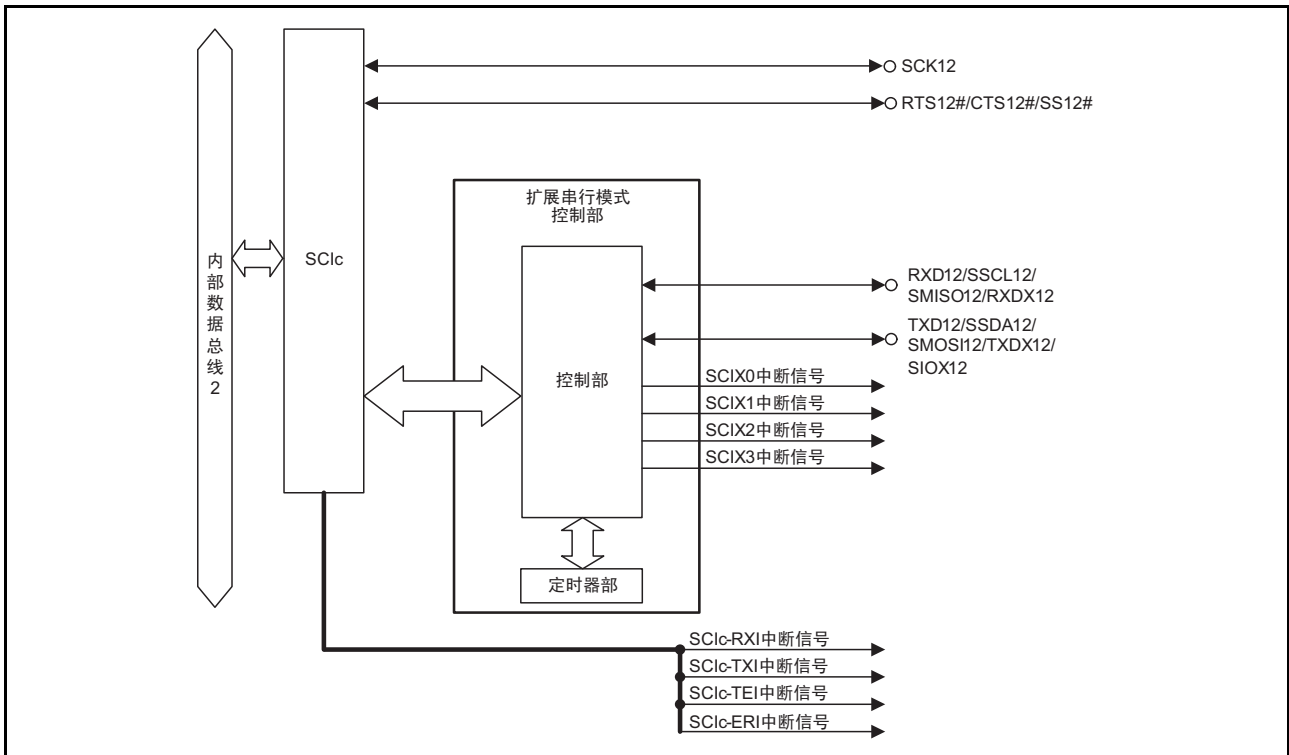 SCK12
RTS12#/CTS12#/SS12#
扩展串行模式
控制部
内部数据总线2
SCIc
RXD12/SSCL12/
SMISO12/RXDX12
TXD12/SSDA12/
SMOSI12/TXDX12/
SIOX12
控制部
SCIX0中断信号
SCIX1中断信号
SCIX2中断信号
SCIX3中断信号
定时器部
SCIc-RXI中断信号
SCIc-TXI中断信号
SCIc-TEI中断信号
SCIc-ERI中断信号